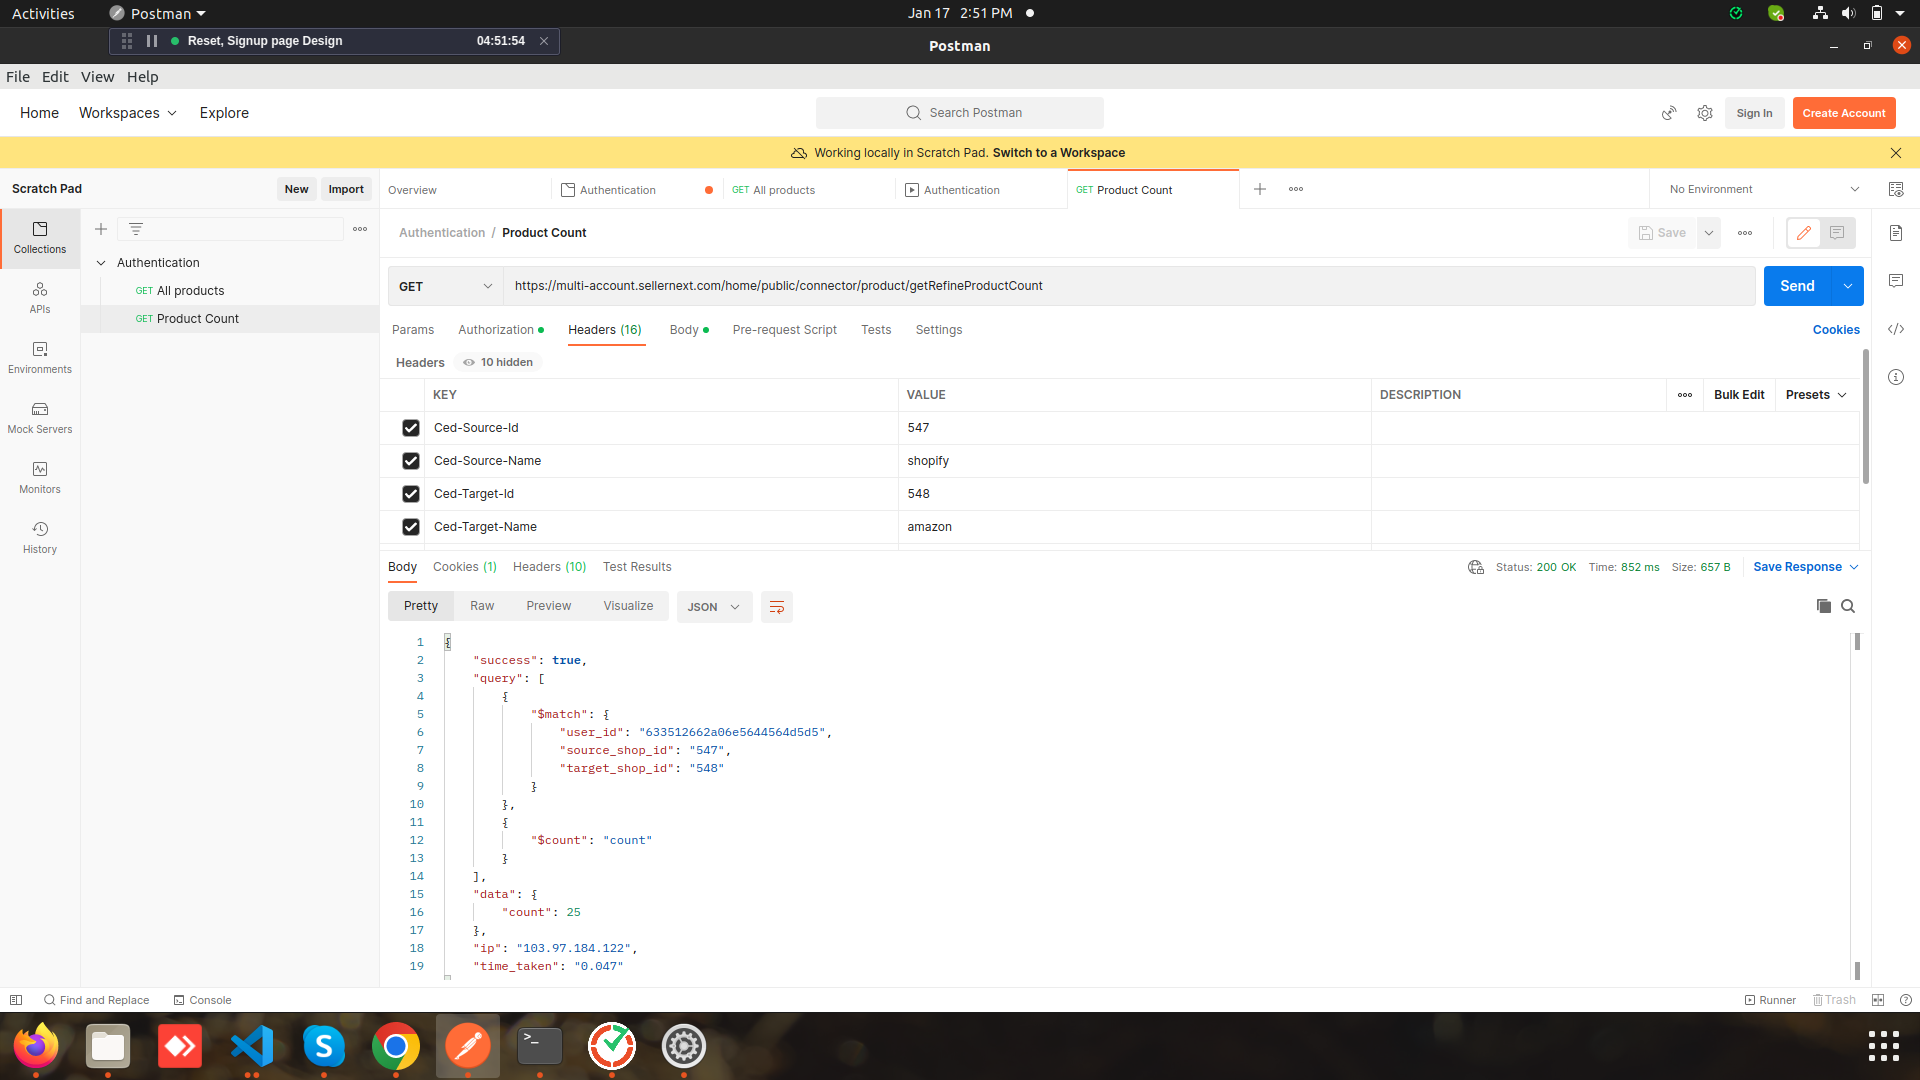 Activities
Postman
Jan 17 2:51 PM
Reset, Signup page Design
04:51:54
Postman
File Edit View Help
Home Workspaces Explore
Search Postman
Sign In
Create Account
Working locally in Scratch Pad. Switch to a Workspace
Scratch Pad
New
Import
Overview
Authentication
GET All products
Authentication
GET Product Count
No Environment
Collections
APIs
Environments
Mock Servers
Monitors
History
Authentication
GET All products
GET Product Count
Authentication / Product Count
Save
GET
https://multi-account.sellernext.com/home/public/connector/product/getRefineProductCount
Send
Params Authorization Headers (16) Body Pre-request Script Tests Settings
Cookies
Headers 10 hidden
KEY VALUE DESCRIPTION Bulk Edit Presets
Ced-Source-Id 547
Ced-Source-Name shopify
Ced-Target-Id 548
Ced-Target-Name amazon
Body Cookies (1) Headers (10) Test Results
Status: 200 OK Time: 852 ms Size: 657 B Save Response
Pretty Raw Preview Visualize JSON
1 {
2 "success": true,
3 "query": [
4 {
5 "$match": {
6 "user_id": "633512662a06e5644564d5d5",
7 "source_shop_id": "547",
8 "target_shop_id": "548"
9 }
10 },
11 {
12 "$count": "count"
13 }
14 ],
15 "data": {
16 "count": 25
17 },
18 "ip": "103.97.184.122",
19 "time_taken": "0.047"
Find and Replace Console
Runner Trash